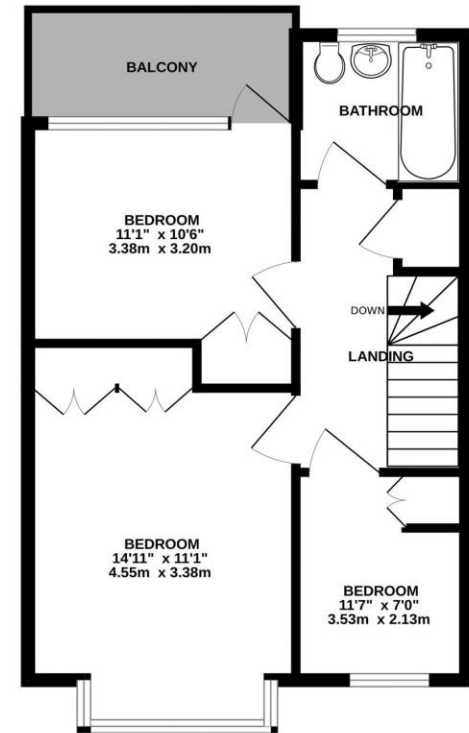 BALCONY
BATHROOM
BEDROOM
11'1" x 10'6"
3.38m x 3.20m
DOWN
LANDING
BEDROOM
14'11" x 11'1"
4.55m x 3.38m
BEDROOM
11'7" x 7'0"
3.53m x 2.13m